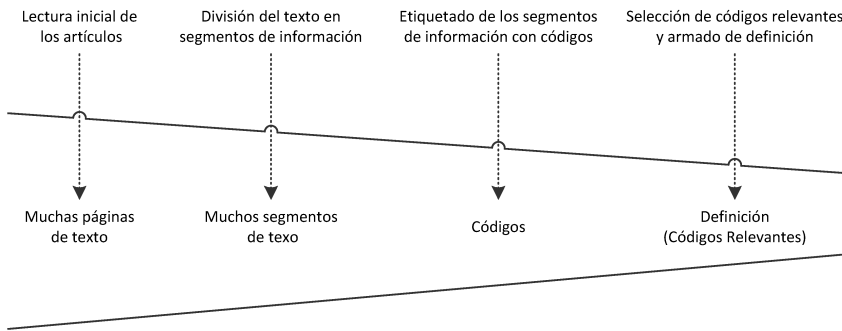 Lectura inicial de
los artículos
División del texto en
segmentos de información
Etiquetado de los segmentos
de información con códigos
Selección de códigos relevantes
y armado de definición
Muchas páginas
de texto
Muchos segmentos
de texo
Códigos
Definición
(Códigos Relevantes)